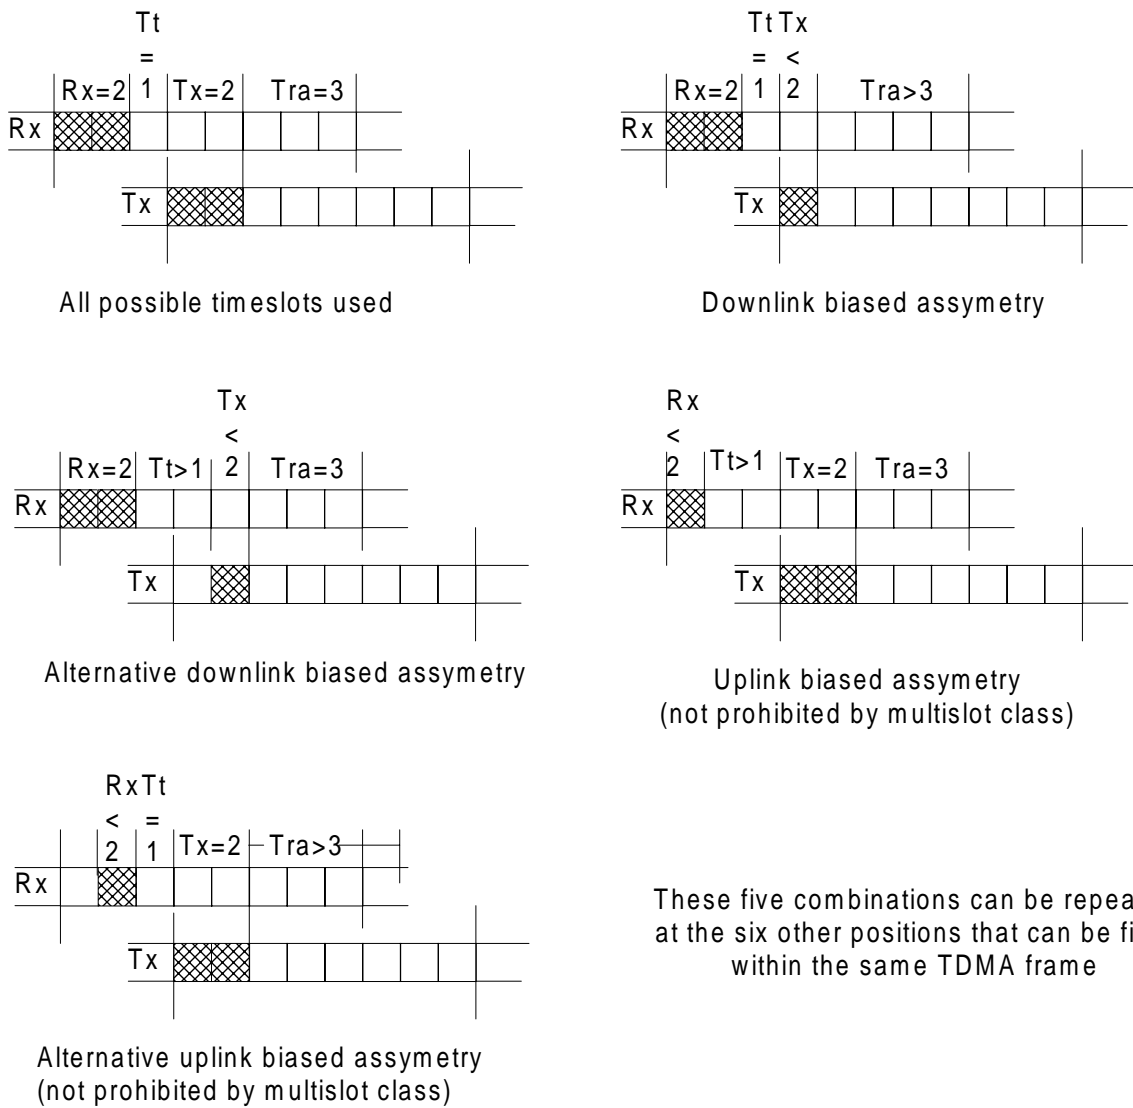 Tt
=
1
Rx=2
Tx=2
Tra=3
Rx
Tx
All possible timeslots used
Tt Tx
= <
1 2
Rx=2
Tra>3
Rx
Tx
Downlink biased assymetry
Tx
<
2
Rx=2
Tt>1
Tra=3
Rx
Tx
Alternative downlink biased assymetry
Rx
<
2
Tt>1
Tx=2
Tra=3
Rx
Tx
Uplink biased assymetry
(not prohibited by multislot class)
RxTt
< =
2 1
Tx=2
Tra>3
Rx
Tx
Alternative uplink biased assymetry
(not prohibited by multislot class)
These five combinations can be repea
at the six other positions that can be fi
within the same TDMA frame